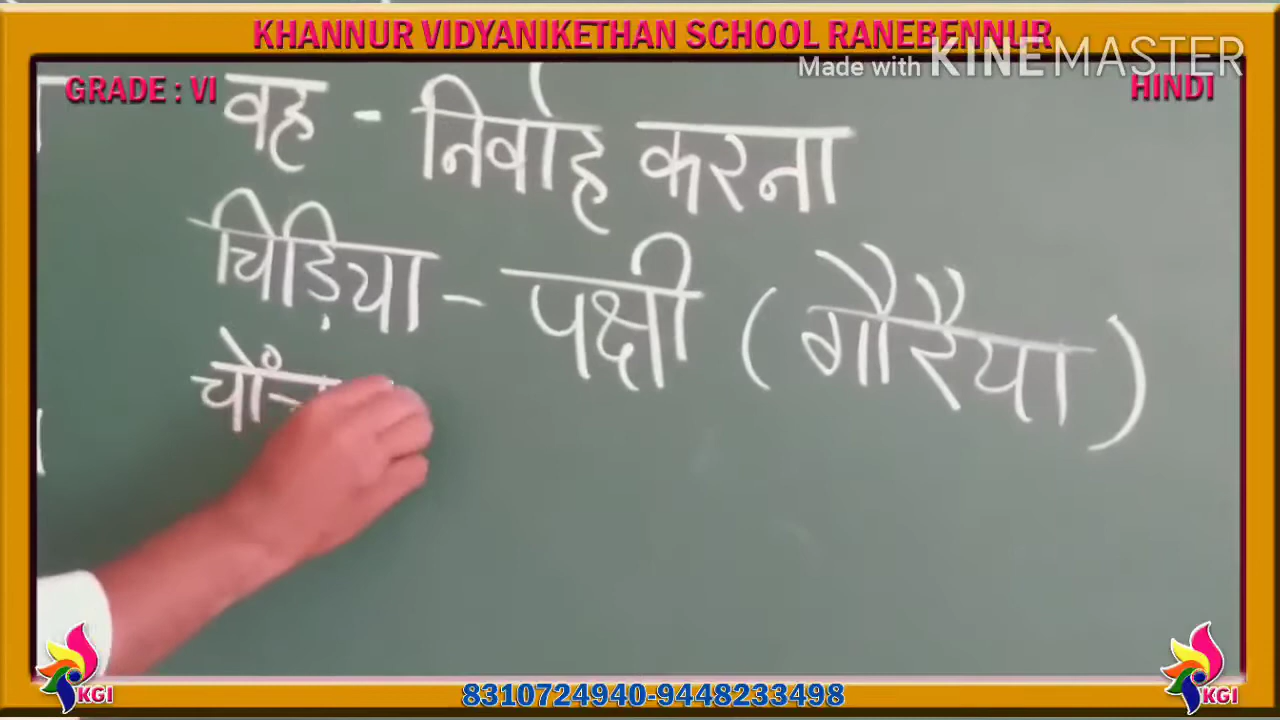 KHANNUR VIDYANIKETHAN SCHOOL RANEBENNUR
Made with KINEMASTER
GRADE : VI
HINDI
वह - निर्वाह करना
चिड़िया - पक्षी ( गौरैया )
8310724940-9448233498
KGI
KGI